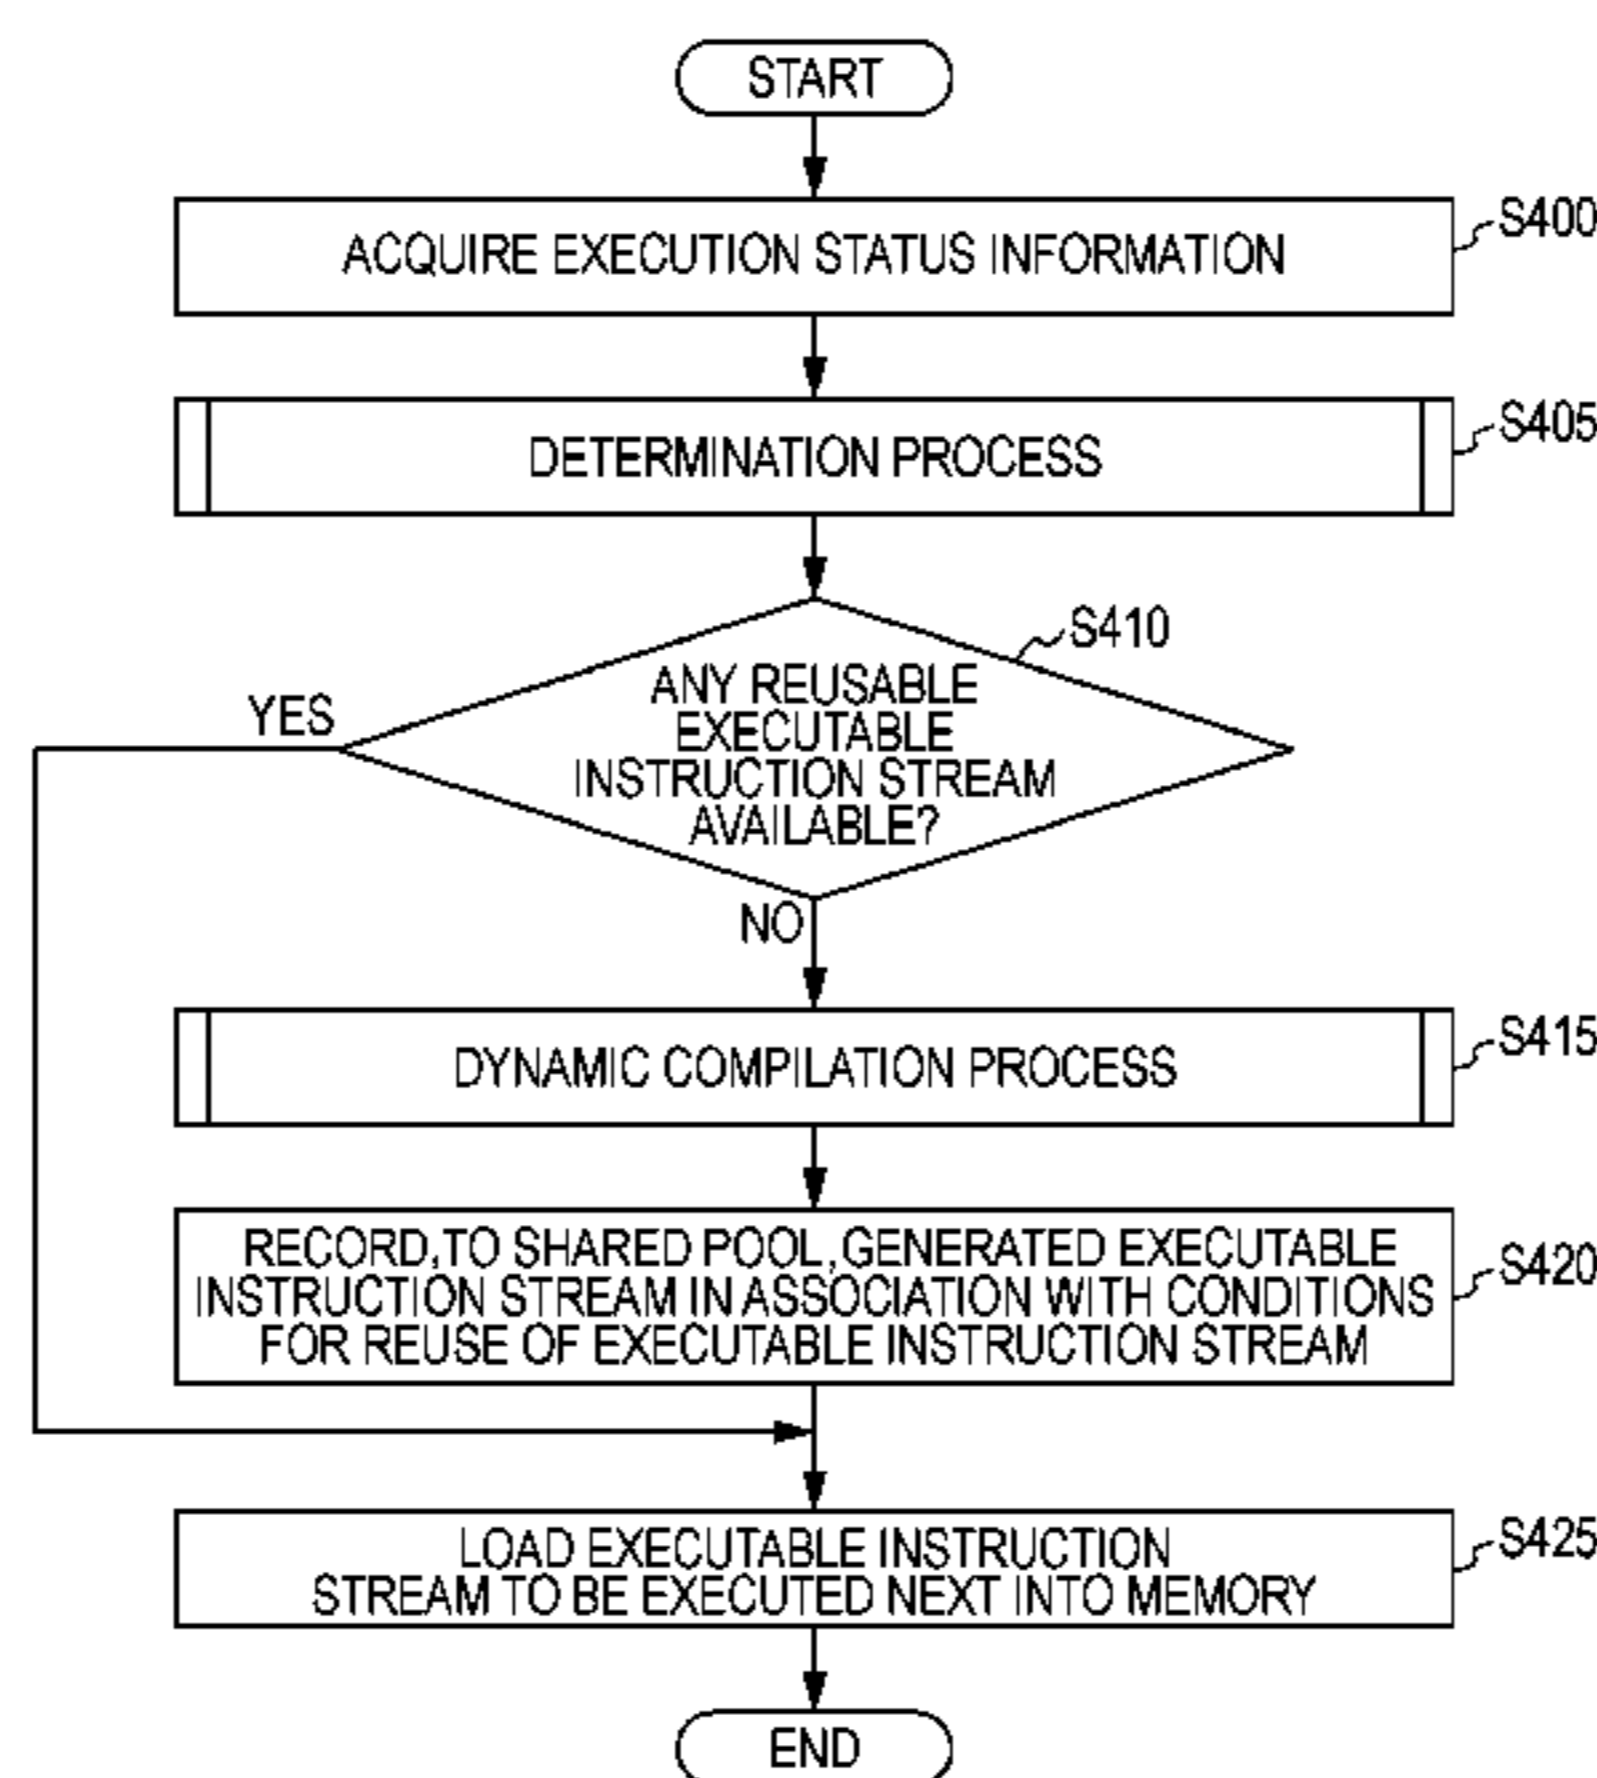 START
S400
ACQUIRE EXECUTION STATUS INFORMATION
S405
DETERMINATION PROCESS
S410
ANY REUSABLE
EXECUTABLE
INSTRUCTION STREAM
AVAILABLE?
YES
NO
S415
DYNAMIC COMPILATION PROCESS
RECORD, TO SHARED POOL, GENERATED EXECUTABLE
INSTRUCTION STREAM IN ASSOCIATION WITH CONDITIONS
FOR REUSE OF EXECUTABLE INSTRUCTION STREAM
S420
LOAD EXECUTABLE INSTRUCTION
STREAM TO BE EXECUTED NEXT INTO MEMORY
S425
END